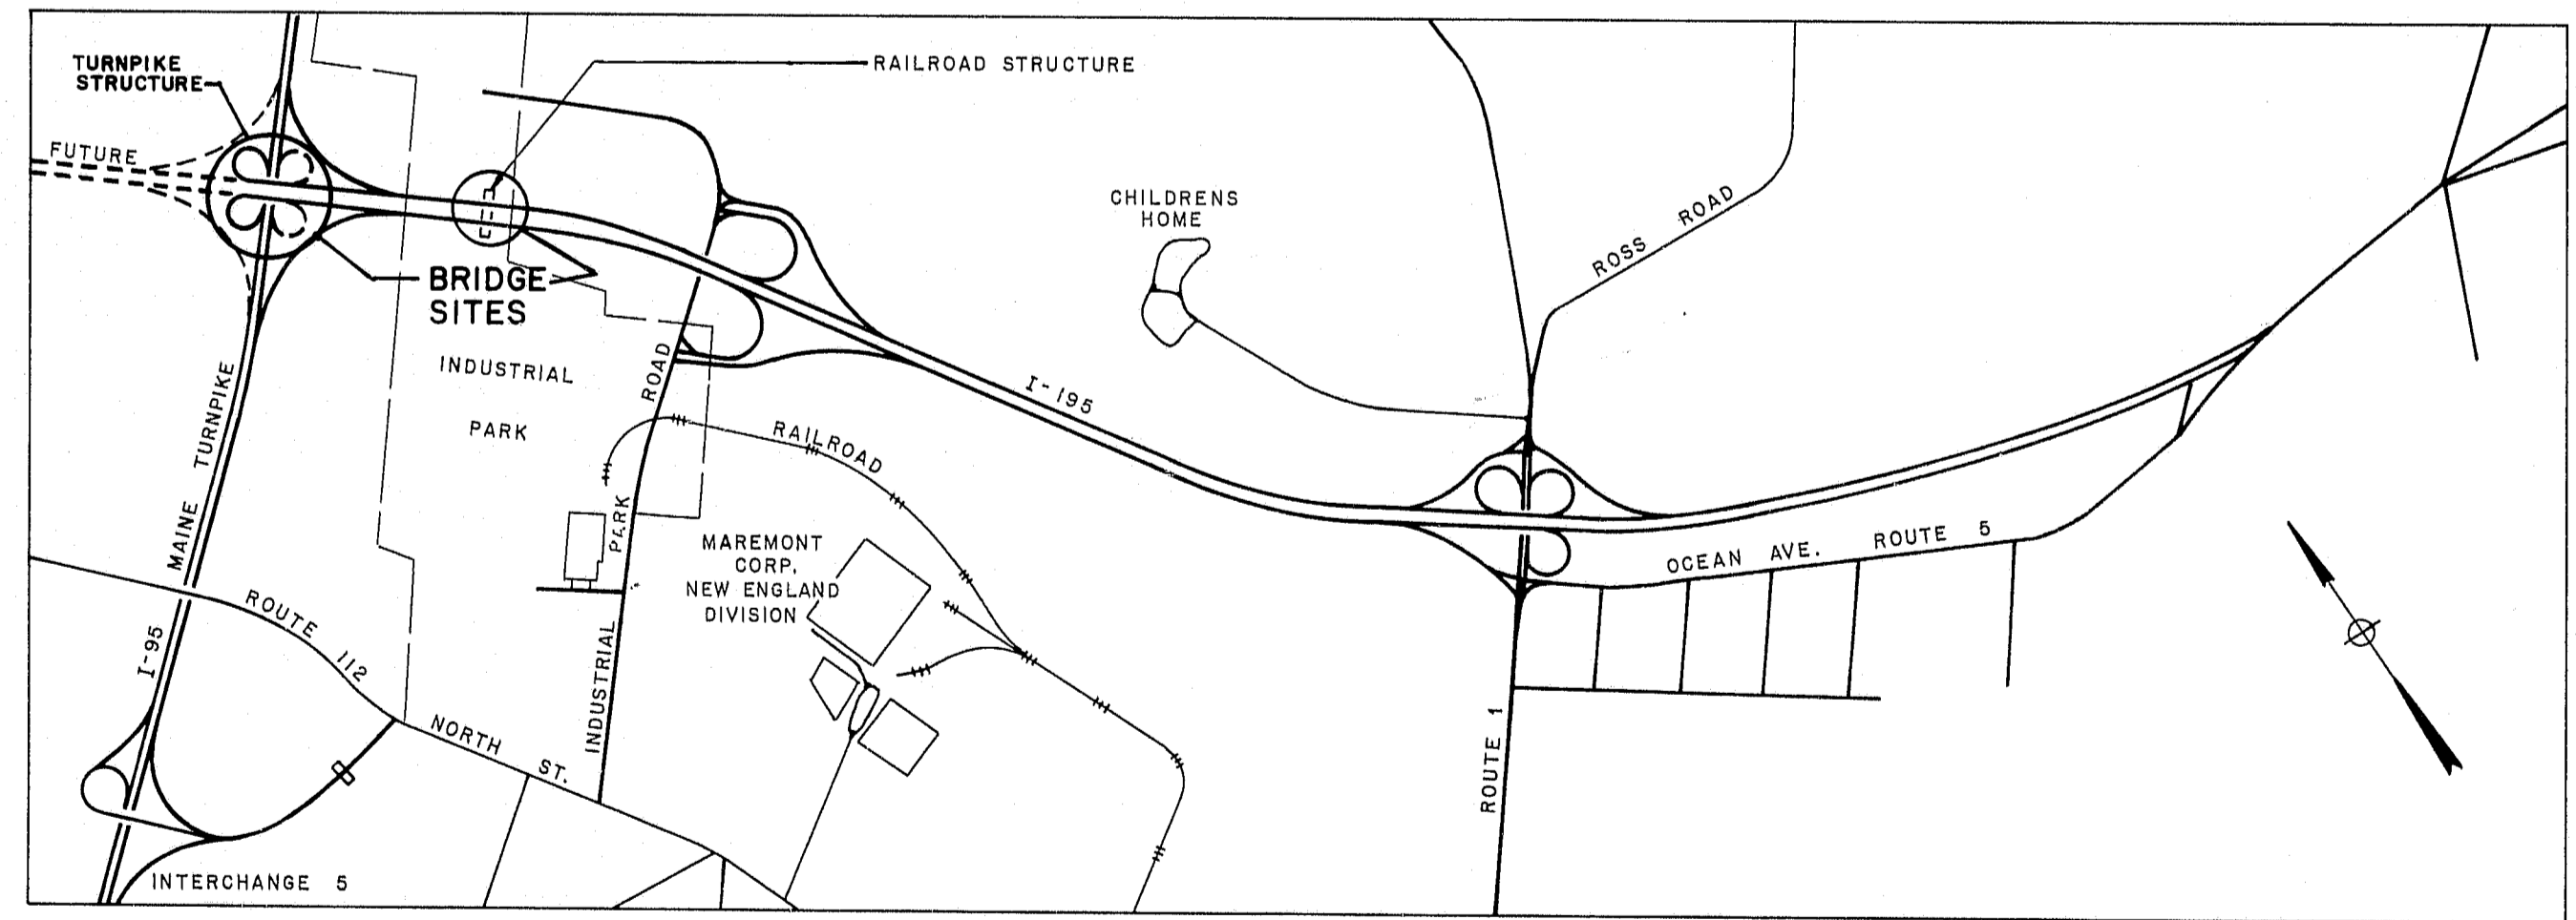 TURNPIKE
STRUCTURE
RAILROAD STRUCTURE
FUTURE
CHILDRENS
HOME
ROSS ROAD
BRIDGE
SITES
INDUSTRIAL
PARK
MAINE TURNPIKE
I-195
RAILROAD
INDUSTRIAL PARK ROAD
MAREMONT
CORP,
NEW ENGLAND
DIVISION
OCEAN AVE. ROUTE 5
ROUTE 112
I-95
NORTH ST.
ROUTE 1
INTERCHANGE 5